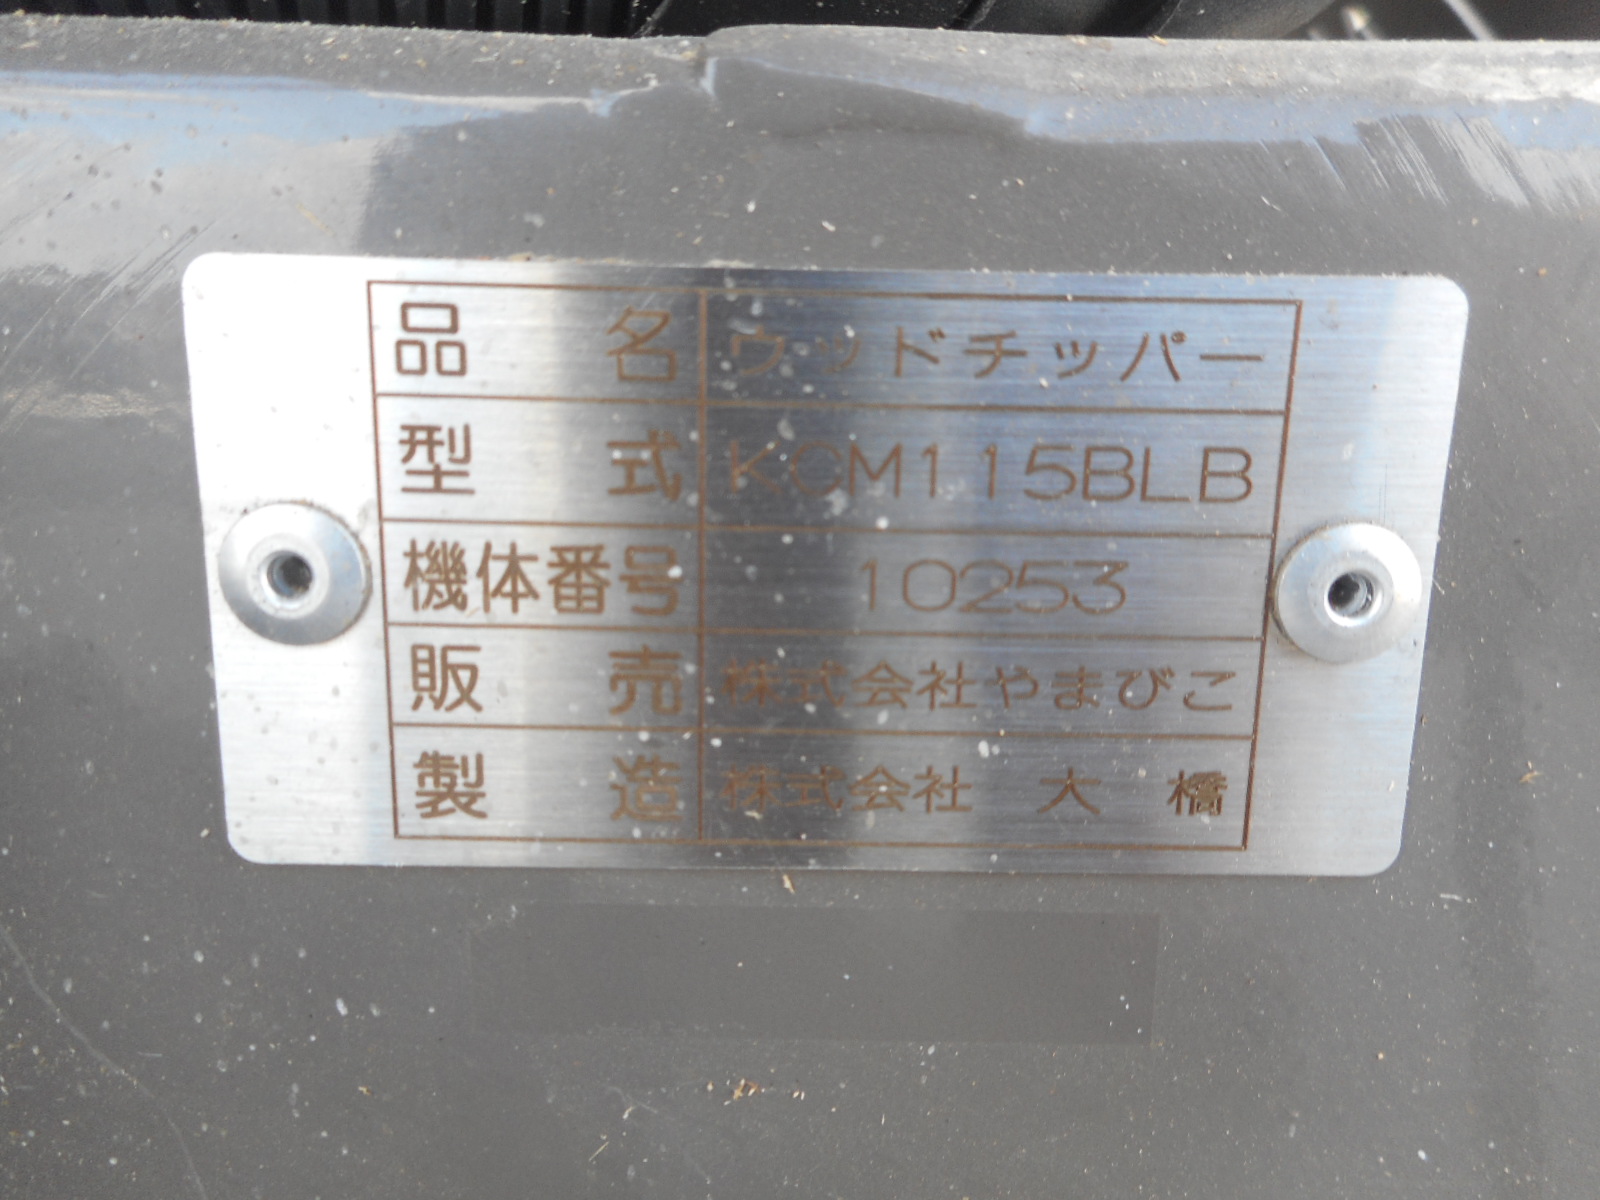 品名 ウッドチッパー
型式 KCM115BLB
機体番号 10253
販売 株式会社やまびこ
製造 株式会社 大橋